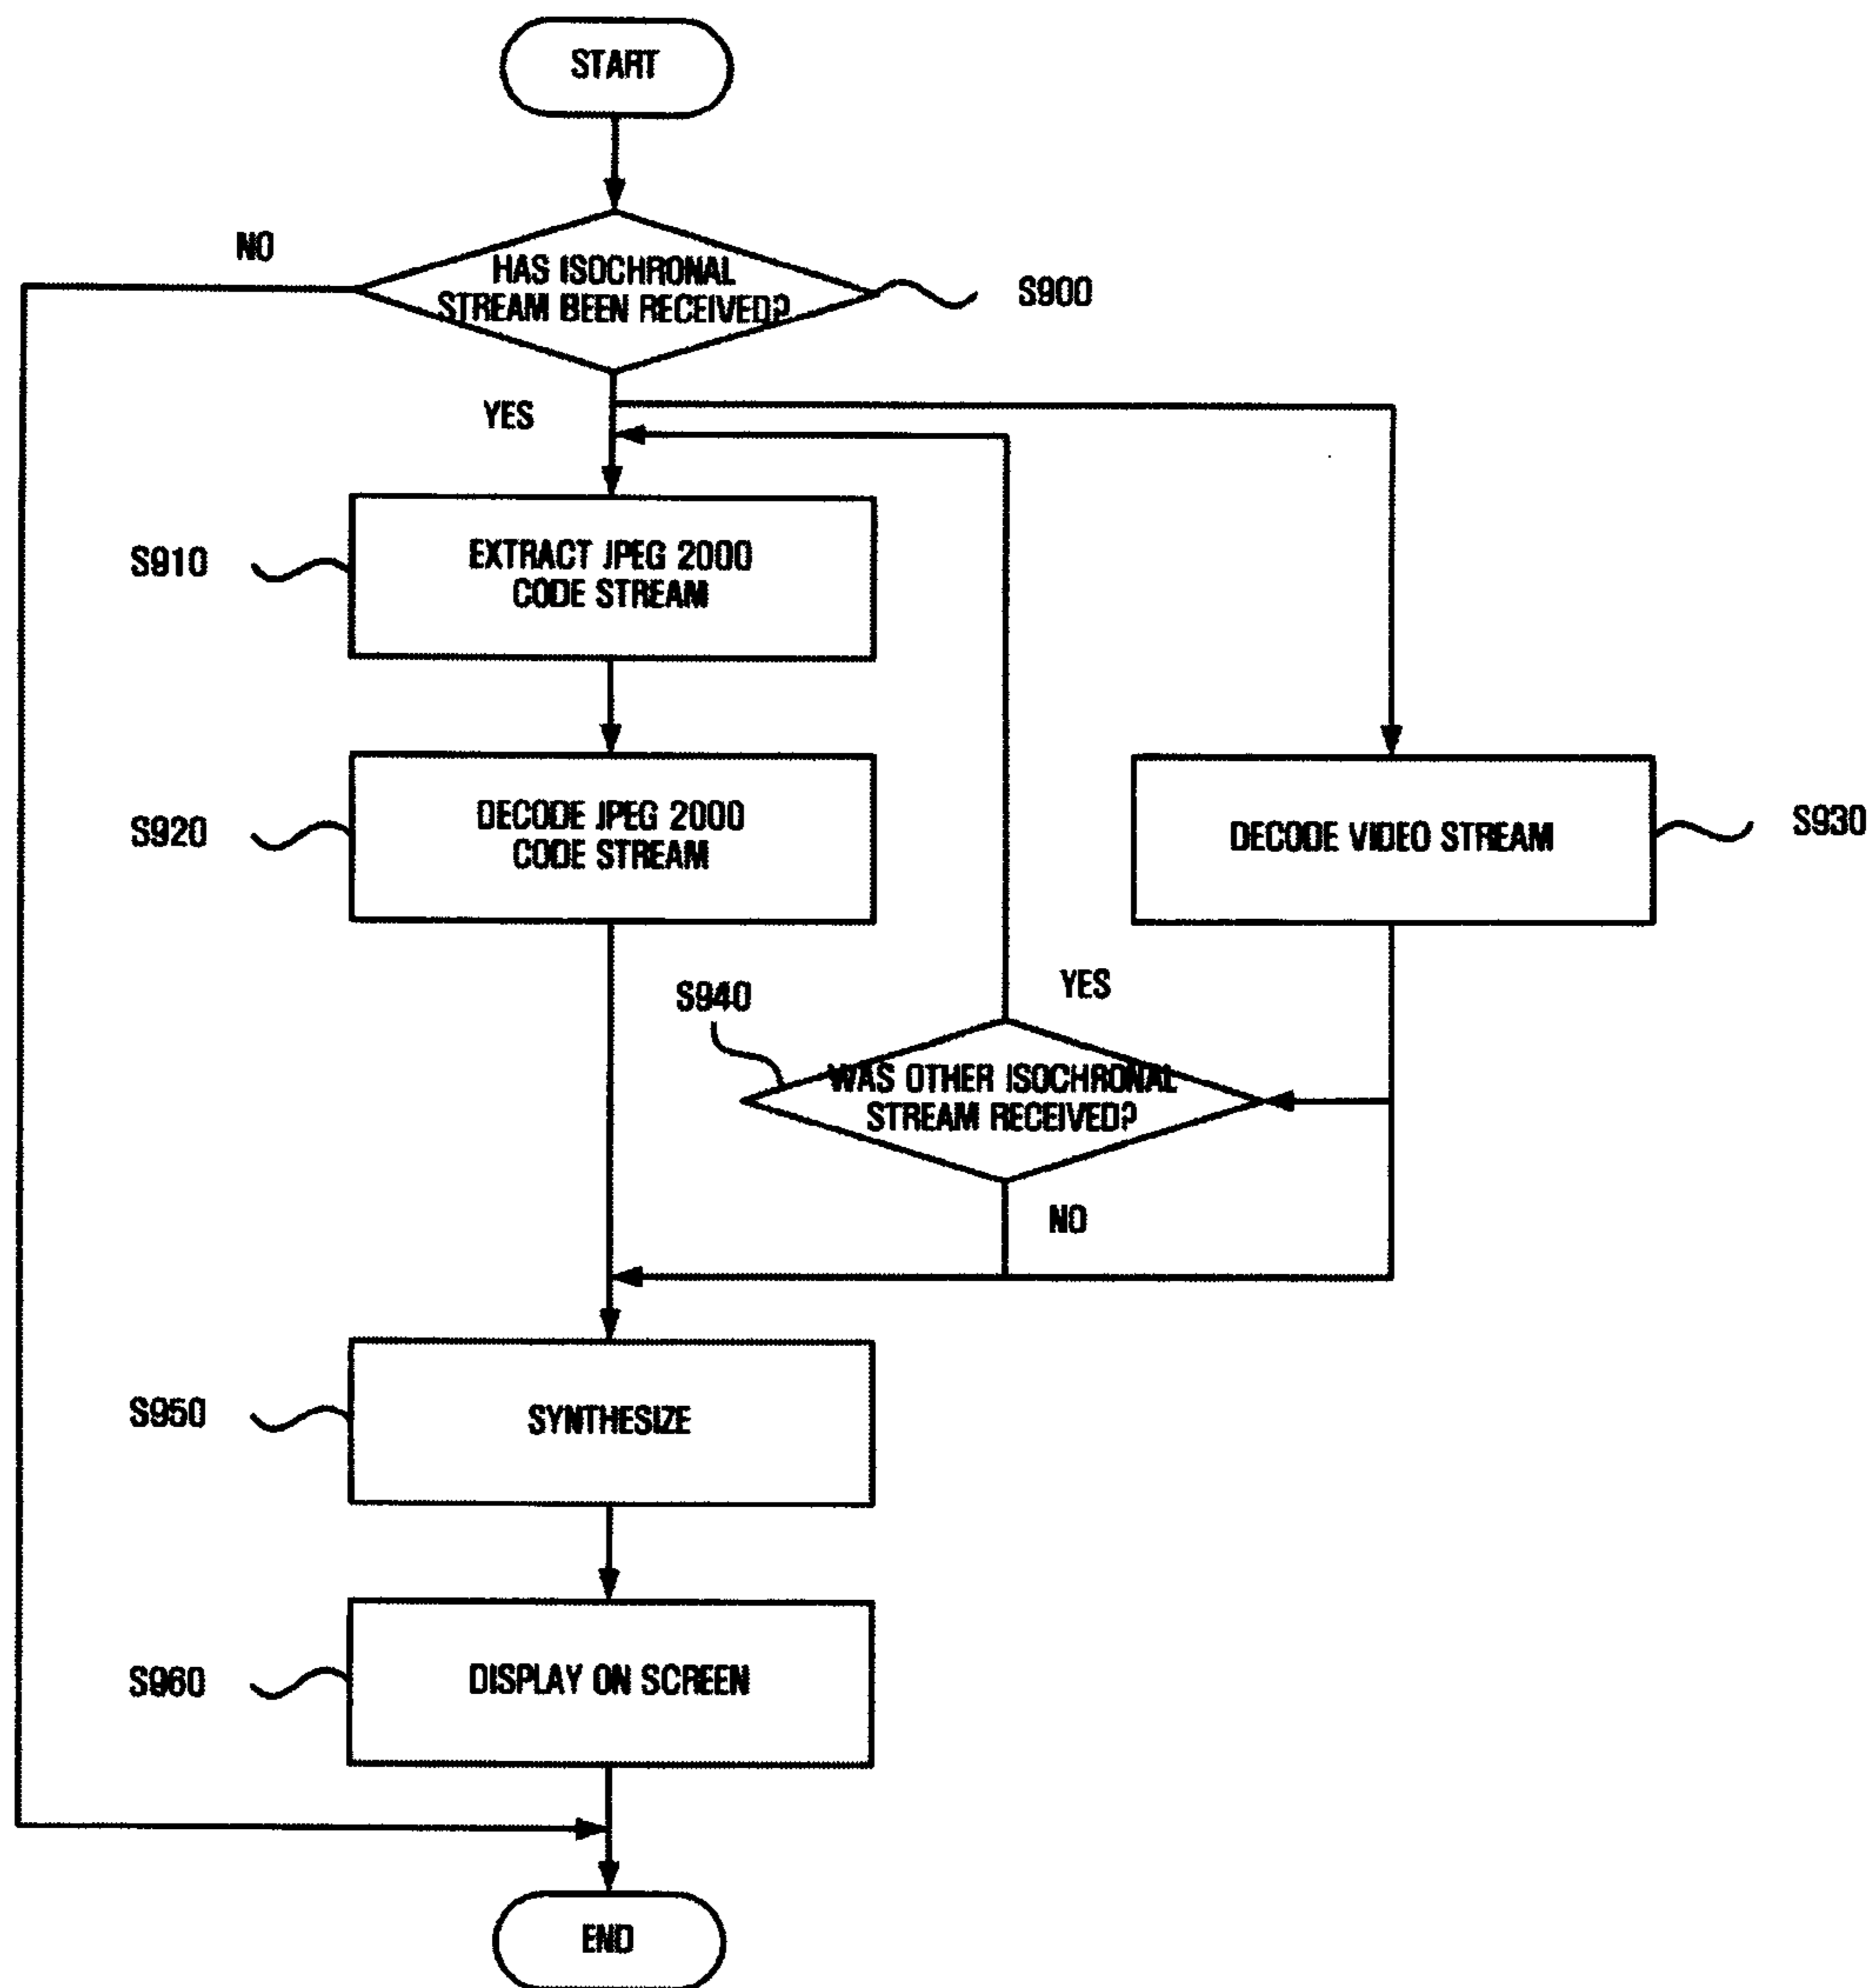 START
NO
HAS ISOCHRONAL
STREAM BEEN RECEIVED?
S900
YES
S910
EXTRACT JPEG 2000
CODE STREAM
S920
DECODE JPEG 2000
CODE STREAM
DECODE VIDEO STREAM
S930
S940
YES
WAS OTHER ISOCHRONAL
STREAM RECEIVED?
NO
S950
SYNTHESIZE
S960
DISPLAY ON SCREEN
END